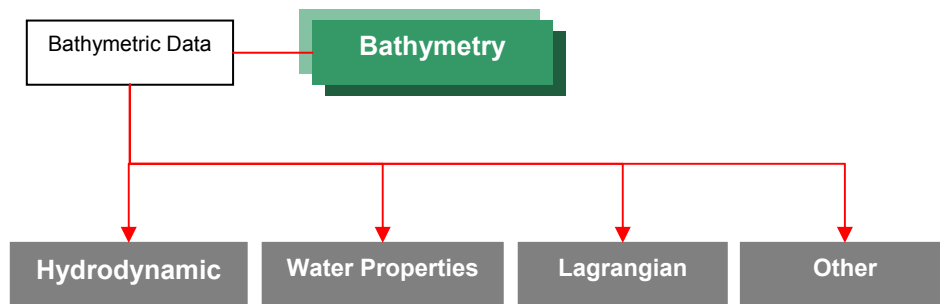 Bathymetric Data
Bathymetry
Hydrodynamic
Water Properties
Lagrangian
Other